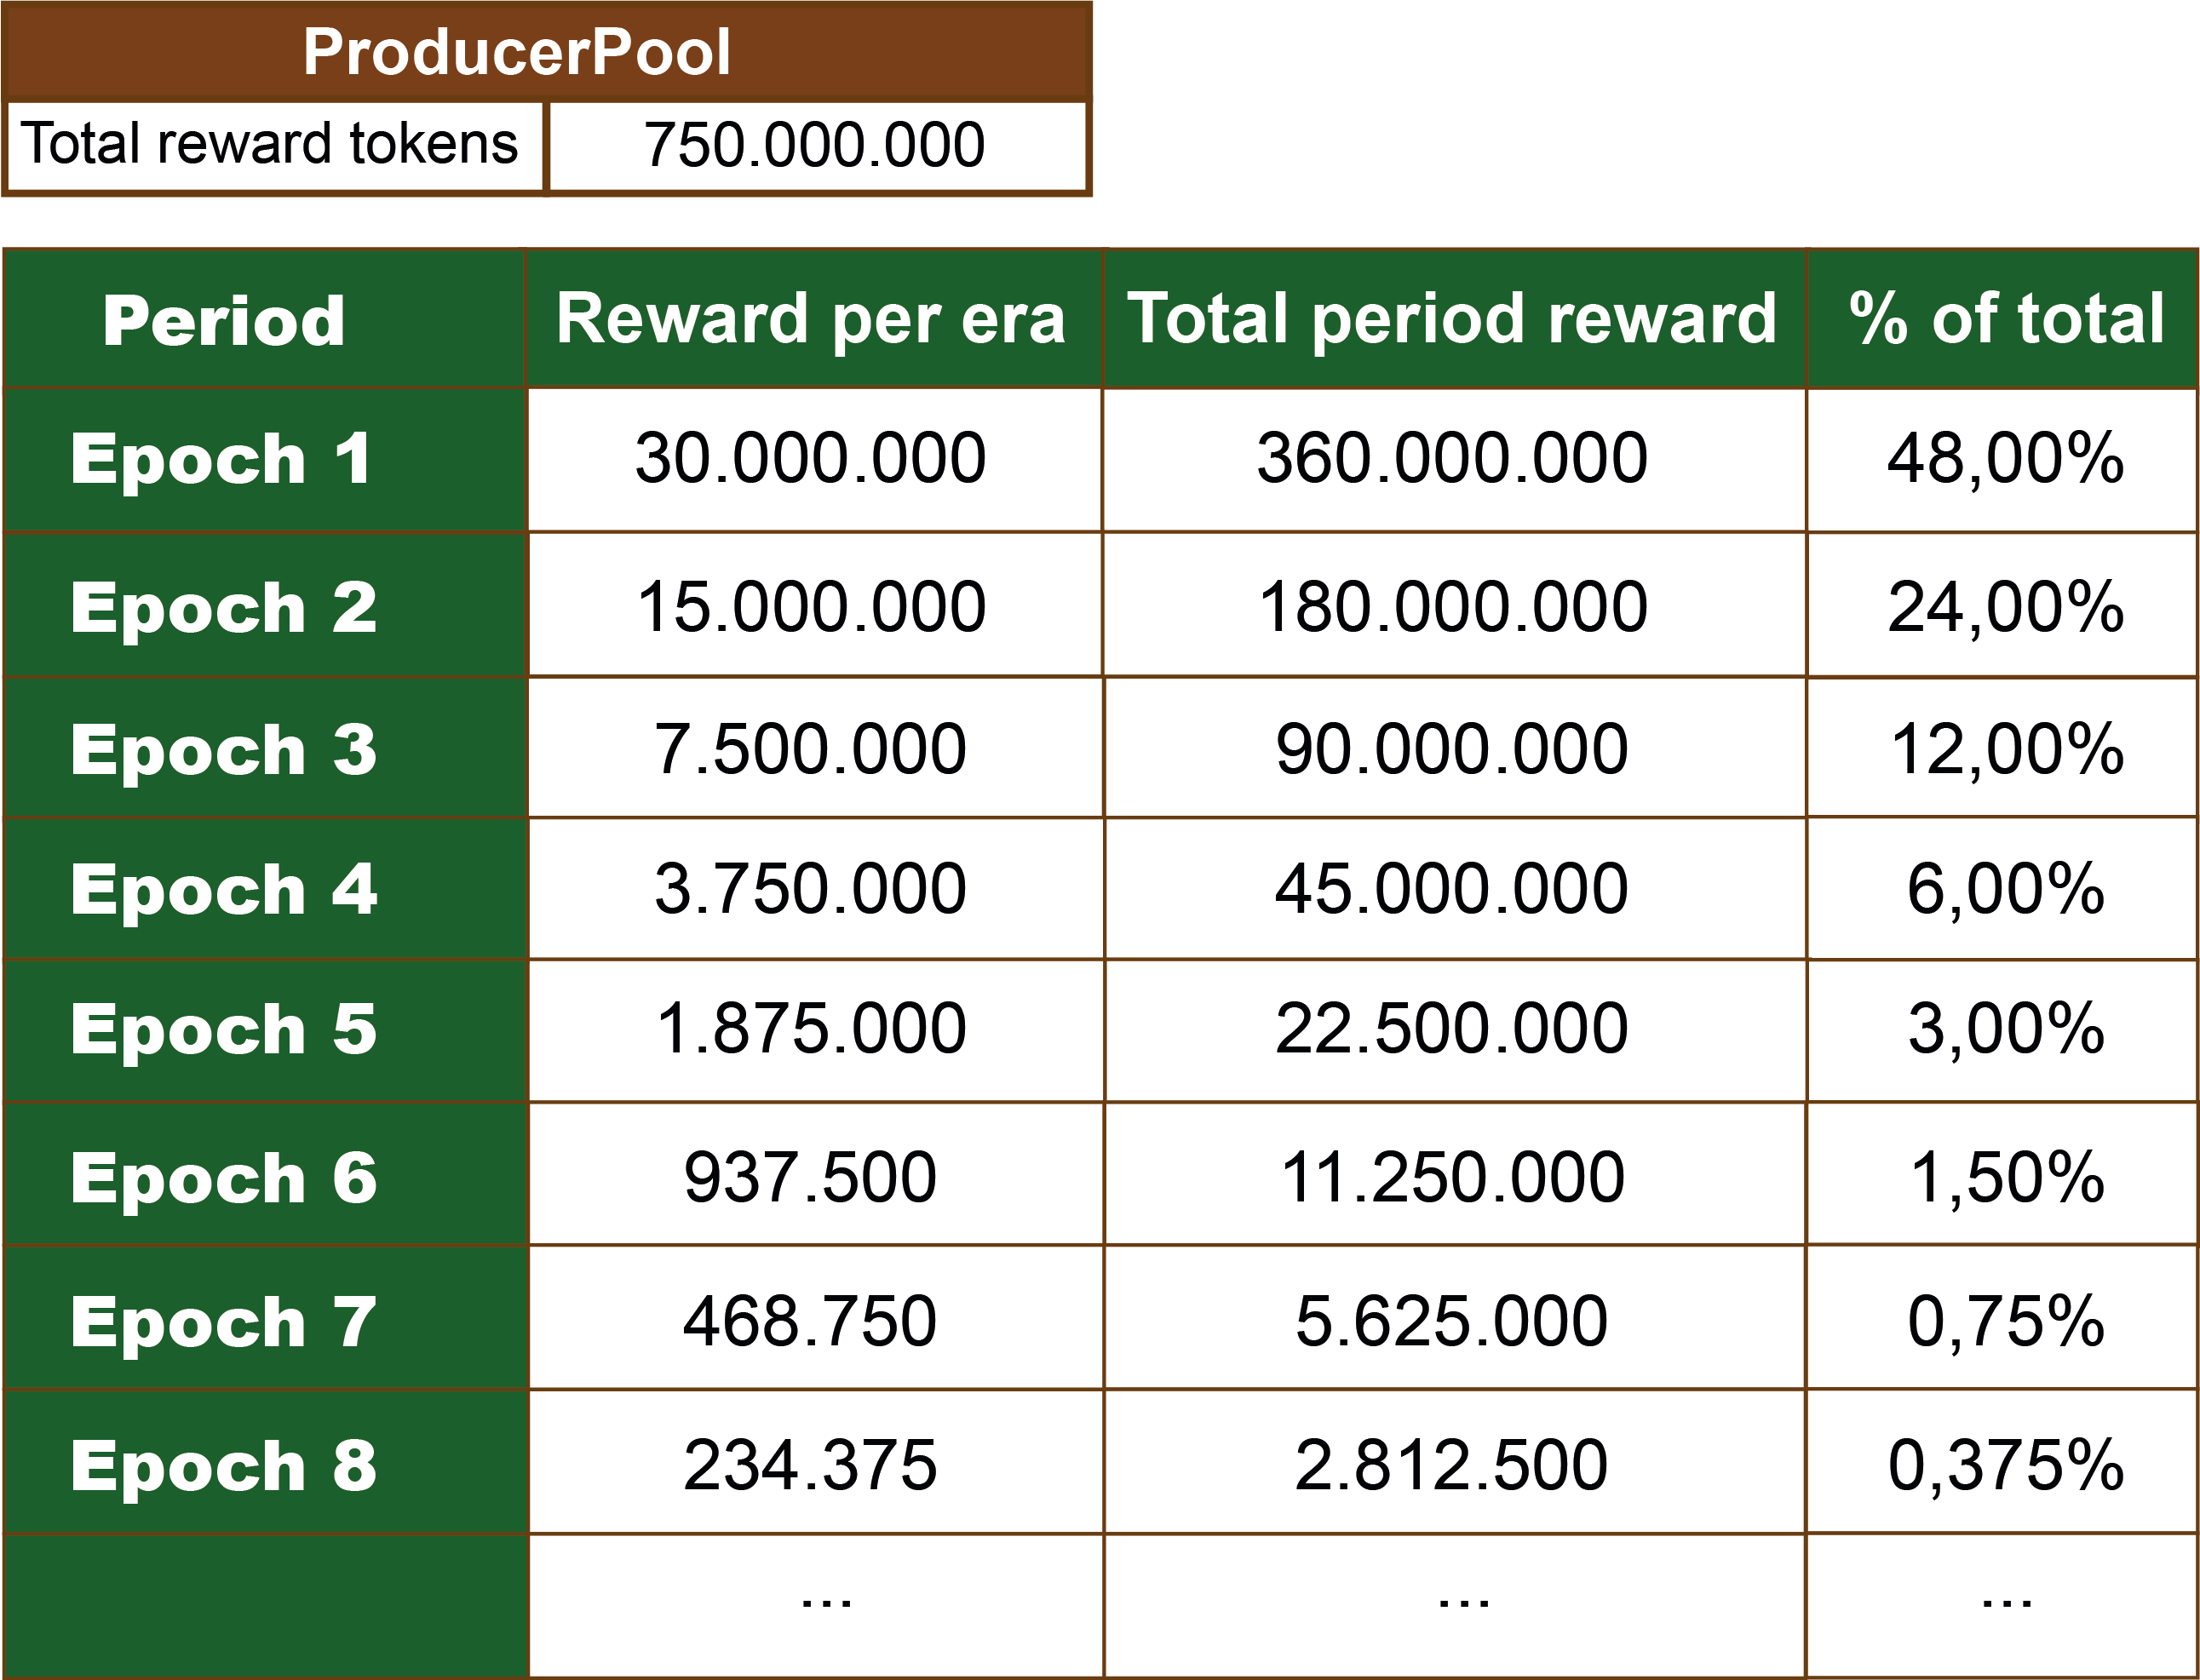 ProducerPool
Total reward tokens 750.000.000
Period Reward per era Total period reward % of total
Epoch 1 30.000.000 360.000.000 48,00%
Epoch 2 15.000.000 180.000.000 24,00%
Epoch 3 7.500.000 90.000.000 12,00%
Epoch 4 3.750.000 45.000.000 6,00%
Epoch 5 1.875.000 22.500.000 3,00%
Epoch 6 937.500 11.250.000 1,50%
Epoch 7 468.750 5.625.000 0,75%
Epoch 8 234.375 2.812.500 0,375%
... ... ...